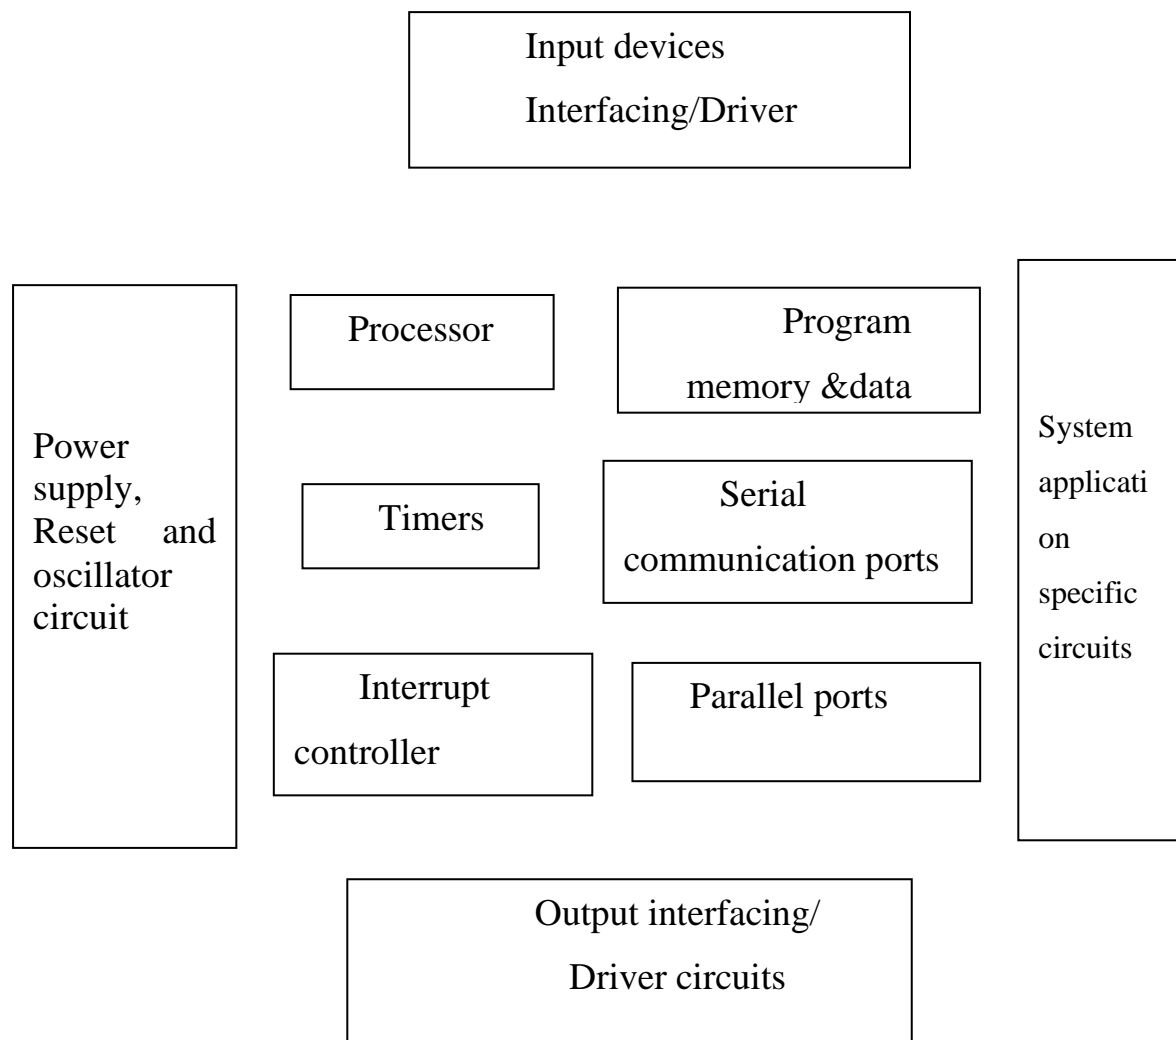 Input devices
Interfacing/Driver
Processor
Program
memory &data
Power
supply,
Reset and
oscillator
circuit
Timers
Serial
communication ports
System
applicati
on
specific
circuits
Interrupt
controller
Parallel ports
Output interfacing/
Driver circuits